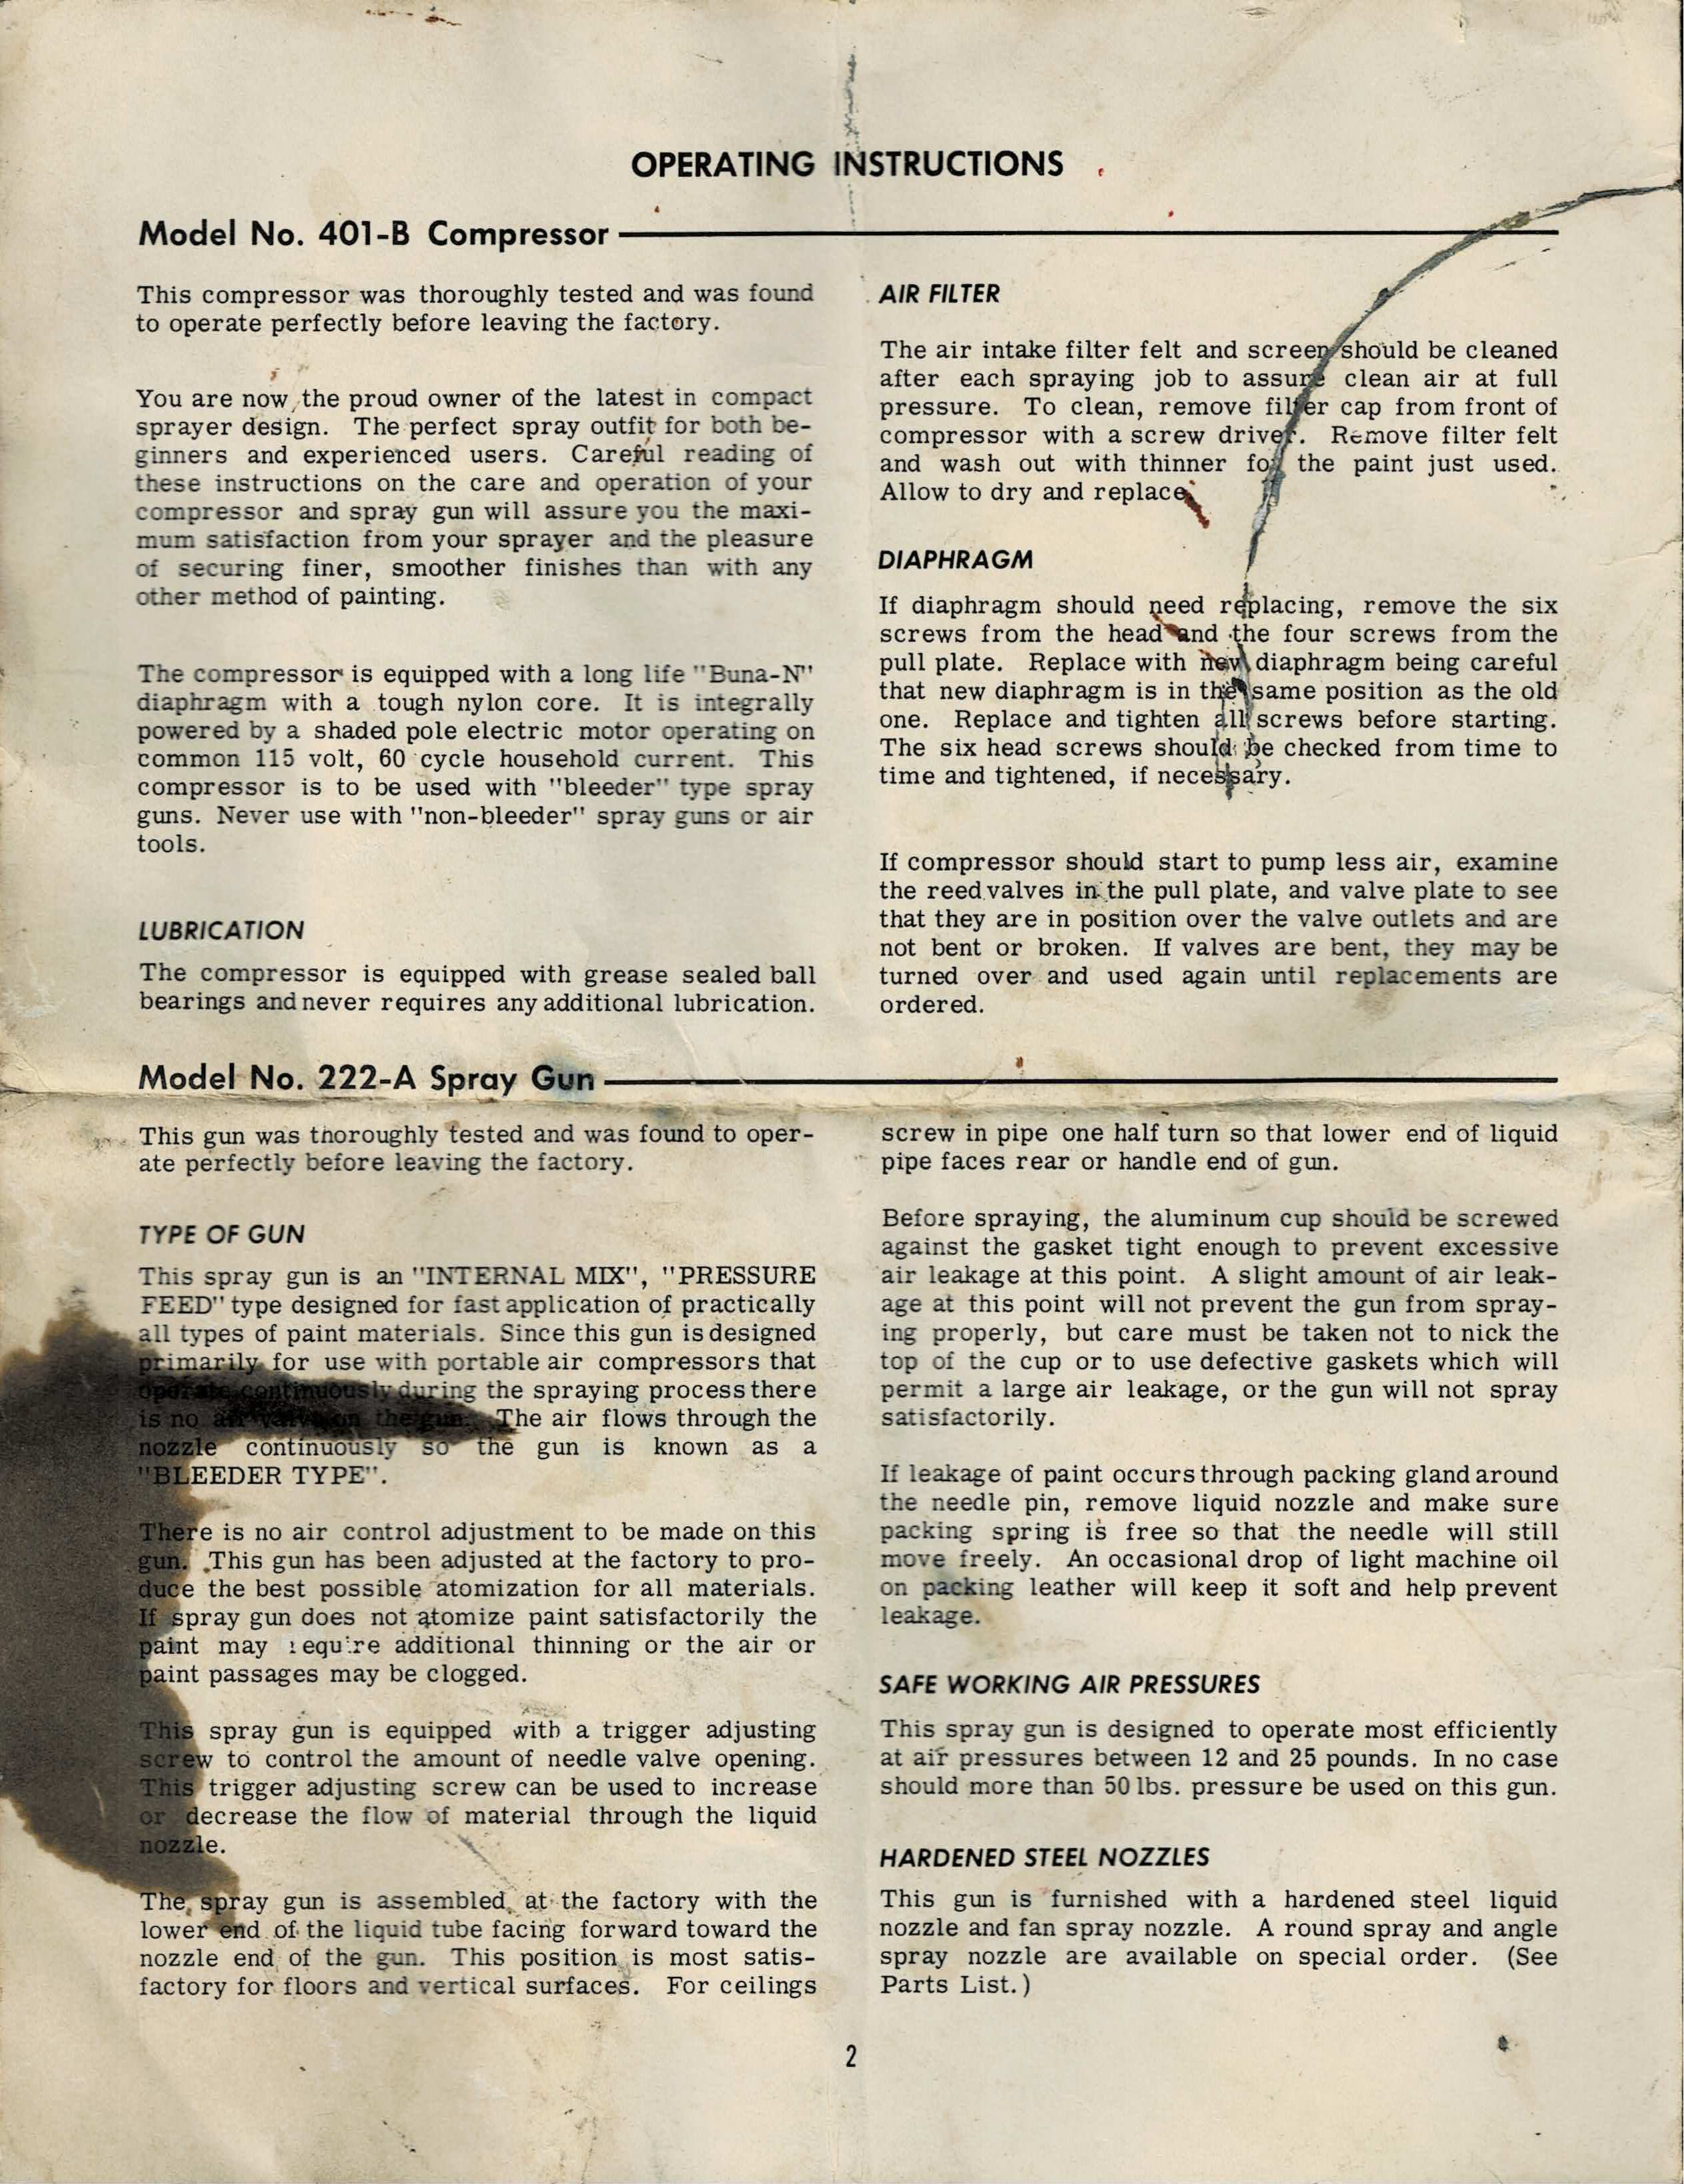 OPERATING INSTRUCTIONS
Model No. 401-B Compressor
This compressor was thoroughly tested and was found
to operate perfectly before leaving the factory.
You are now the proud owner of the latest in compact
sprayer design. The perfect spray outfit for both be-
ginners and experienced users. Careful reading of
these instructions on the care and operation of your
compressor and spray gun will assure you the maxi-
mum satisfaction from your sprayer and the pleasure
of securing finer, smoother finishes than with any
other method of painting.
The compressor is equipped with a long life "Buna-N"
diaphragm with a tough nylon core. It is integrally
powered by a shaded pole electric motor operating on
common 115 volt, 60 cycle household current. This
compressor is to be used with "bleeder" type spray
guns. Never use with "non-bleeder" spray guns or air
tools.
LUBRICATION
The compressor is equipped with grease sealed ball
bearings and never requires any additional lubrication.
AIR FILTER
The air intake filter felt and screen should be cleaned
after each spraying job to assure clean air at full
pressure. To clean, remove filter cap from front of
compressor with a screw driver. Remove filter felt
and wash out with thinner for the paint just used.
Allow to dry and replace.
DIAPHRAGM
If diaphragm should need replacing, remove the six
screws from the head and the four screws from the
pull plate. Replace with new diaphragm being careful
that new diaphragm is in the same position as the old
one. Replace and tighten all screws before starting.
The six head screws should be checked from time to
time and tightened, if necessary.
If compressor should start to pump less air, examine
the reed valves in the pull plate, and valve plate to see
that they are in position over the valve outlets and are
not bent or broken. If valves are bent, they may be
turned over and used again until replacements are
ordered.
Model No. 222-A Spray Gun
This gun was thoroughly tested and was found to oper-
ate perfectly before leaving the factory.
TYPE OF GUN
This spray gun is an "INTERNAL MIX", "PRESSURE
FEED" type designed for fast application of practically
all types of paint materials. Since this gun is designed
primarily for use with portable air compressors that
operate continuously during the spraying process there
is no air valve on the gun. The air flows through the
nozzle continuously so the gun is known as a
"BLEEDER TYPE".
There is no air control adjustment to be made on this
gun. This gun has been adjusted at the factory to pro-
duce the best possible atomization for all materials.
If spray gun does not atomize paint satisfactorily the
paint may require additional thinning or the air or
paint passages may be clogged.
This spray gun is equipped with a trigger adjusting
screw to control the amount of needle valve opening.
This trigger adjusting screw can be used to increase
or decrease the flow of material through the liquid
nozzle.
The spray gun is assembled at the factory with the
lower end of the liquid tube facing forward toward the
nozzle end of the gun. This position is most satis-
factory for floors and vertical surfaces. For ceilings
screw in pipe one half turn so that lower end of liquid
pipe faces rear or handle end of gun.
Before spraying, the aluminum cup should be screwed
against the gasket tight enough to prevent excessive
air leakage at this point. A slight amount of air leak-
age at this point will not prevent the gun from spray-
ing properly, but care must be taken not to nick the
top of the cup or to use defective gaskets which will
permit a large air leakage, or the gun will not spray
satisfactorily.
If leakage of paint occurs through packing gland around
the needle pin, remove liquid nozzle and make sure
packing spring is free so that the needle will still
move freely. An occasional drop of light machine oil
on packing leather will keep it soft and help prevent
leakage.
SAFE WORKING AIR PRESSURES
This spray gun is designed to operate most efficiently
at air pressures between 12 and 25 pounds. In no case
should more than 50 lbs. pressure be used on this gun.
HARDENED STEEL NOZZLES
This gun is furnished with a hardened steel liquid
nozzle and fan spray nozzle. A round spray and angle
spray nozzle are available on special order. (See
Parts List.)
2